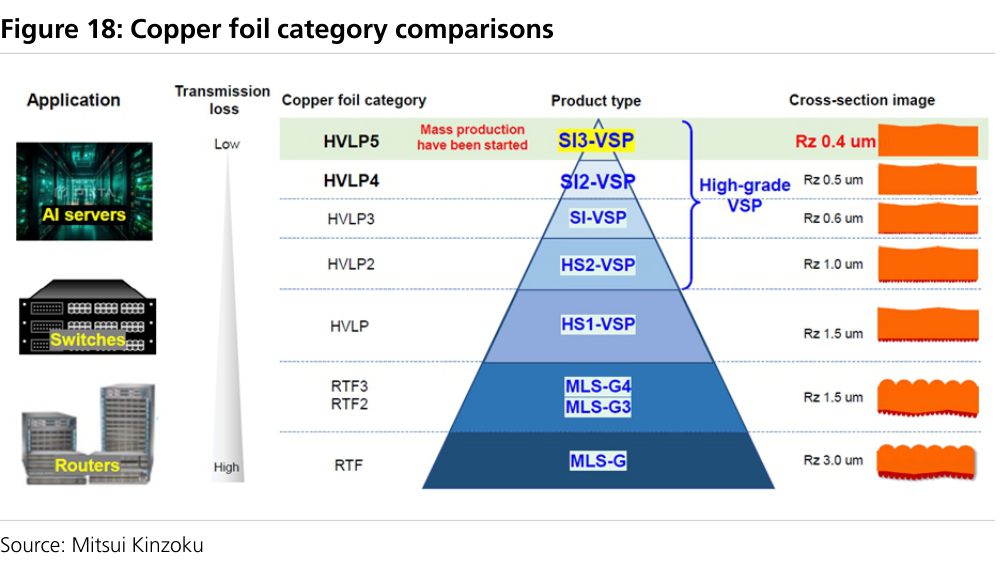 Figure 18: Copper foil category comparisons
Application
Transmission
loss
Copper foil category
Product type
Cross-section image
Low
HVLP5
Mass production
have been started
SI3-VSP
Rz 0.4 um
PIXTA
AI servers
HVLP4
SI2-VSP
High-grade
VSP
Rz 0.5 um
HVLP3
SI-VSP
Rz 0.6 um
HVLP2
HS2-VSP
Rz 1.0 um
Switches
HVLP
HS1-VSP
Rz 1.5 um
RTF3
RTF2
MLS-G4
MLS-G3
Rz 1.5 um
Routers
High
RTF
MLS-G
Rz 3.0 um
Source: Mitsui Kinzoku